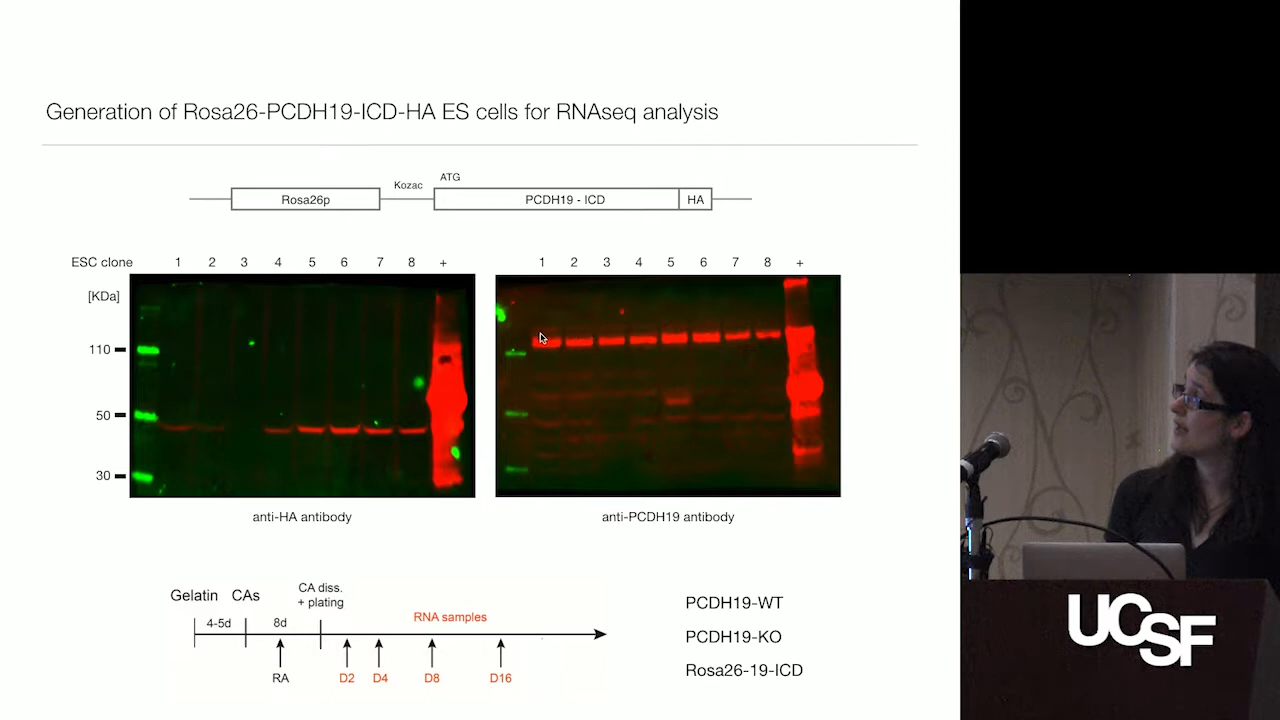 Generation of Rosa26-PCDH19-ICD-HA ES cells for RNAseq analysis
Rosa26p
Kozac
ATG
PCDH19 - ICD
HA
ESC clone 1 2 3 4 5 6 7 8 +
1 2 3 4 5 6 7 8 +
[KDa]
110
50
30
anti-HA antibody
anti-PCDH19 antibody
Gelatin
CAs
CA diss.
+ plating
4-5d
8d
RNA samples
RA
D2
D4
D8
D16
PCDH19-WT
PCDH19-KO
Rosa26-19-ICD
UCSF